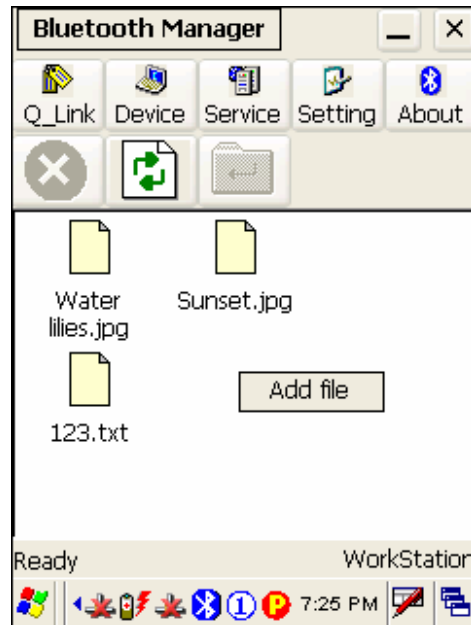 Bluetooth Manager
Q_Link Device Service Setting About
Water Sunset.jpg
lilies.jpg
Add file
123.txt
Ready WorkStation
1 P 7:25 PM